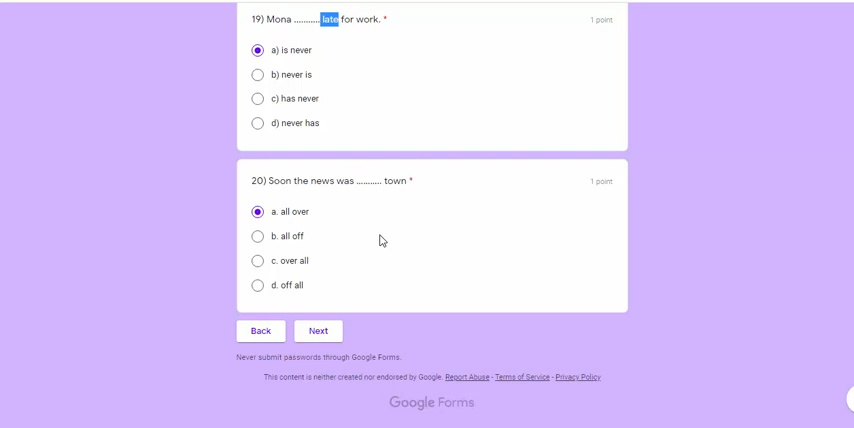 19) Mona ........... late for work. *
1 point
a) is never
b) never is
c) has never
d) never has
20) Soon the news was ........... town *
1 point
a. all over
b. all off
c. over all
d. off all
Back
Next
Never submit passwords through Google Forms.
This content is neither created nor endorsed by Google. Report Abuse - Terms of Service - Privacy Policy
Google Forms